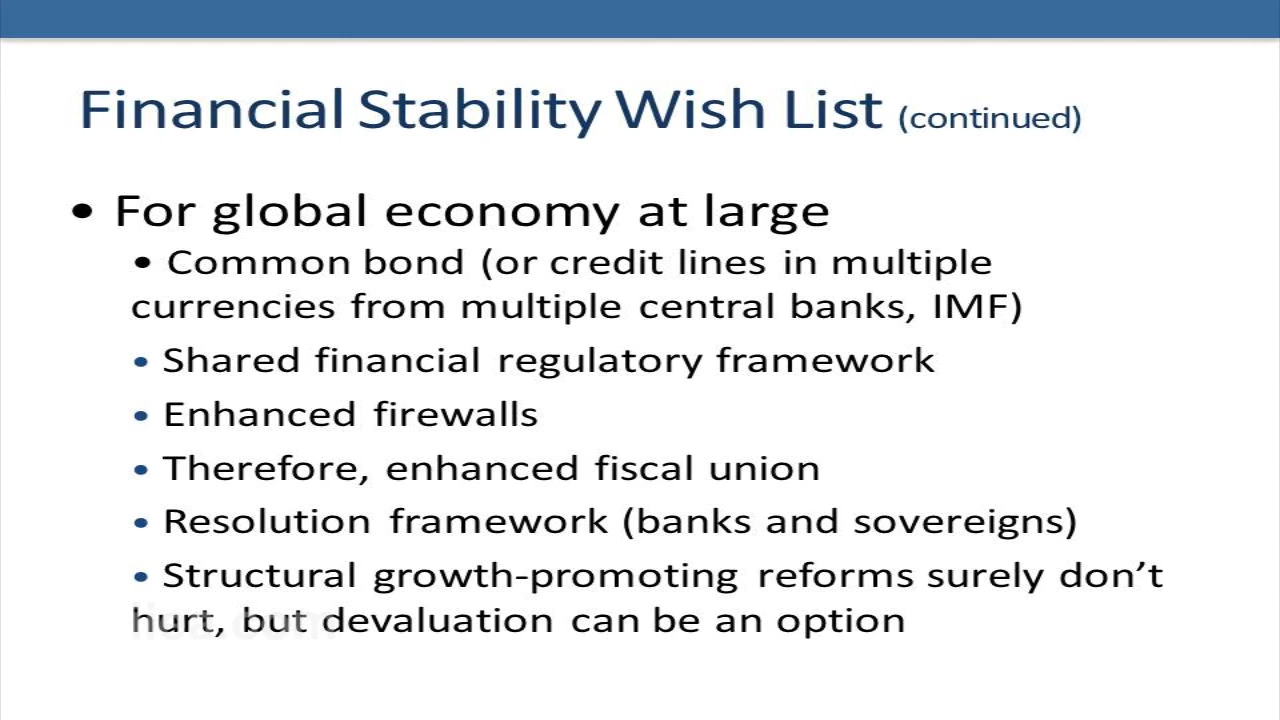 Financial Stability Wish List (continued)
• For global economy at large
• Common bond (or credit lines in multiple
currencies from multiple central banks, IMF)
• Shared financial regulatory framework
• Enhanced firewalls
• Therefore, enhanced fiscal union
• Resolution framework (banks and sovereigns)
• Structural growth-promoting reforms surely don’t
hurt, but devaluation can be an option